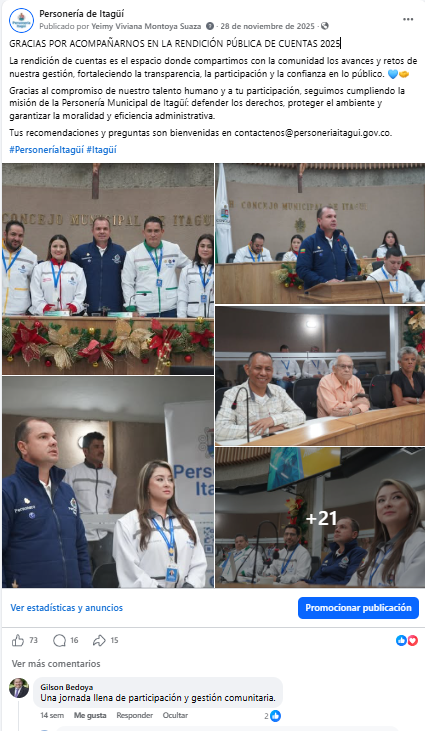 Personería de Itagüí
Publicado por Yeimy Viviana Montoya Suaza · 28 de noviembre de 2025 ·
GRACIAS POR ACOMPAÑARNOS EN LA RENDICIÓN PÚBLICA DE CUENTAS 2025
La rendición de cuentas es el espacio donde compartimos con la comunidad los avances y retos de
nuestra gestión, fortaleciendo la transparencia, la participación y la confianza en lo público. 🩵🤝
Gracias al compromiso de nuestro talento humano y a tu participación, seguimos cumpliendo la
misión de la Personería Municipal de Itagüí: defender los derechos, proteger el ambiente y
garantizar la moralidad y eficiencia administrativa.
Tus recomendaciones y preguntas son bienvenidas en contactenos@personeriaitagui.gov.co.
#PersoneríaItagüí #Itagüí
CONCEJO MUNICIPAL DE ITAGÜÍ
CONCEJO MUNICIPAL DE ITAGÜ
Personería
Perso
Ita
+21
Ver estadísticas y anuncios
Promocionar publicación
73 16 15
Ver más comentarios
Gilson Bedoya
Una jornada llena de participación y gestión comunitaria.
14 sem Me gusta Responder Ocultar 2